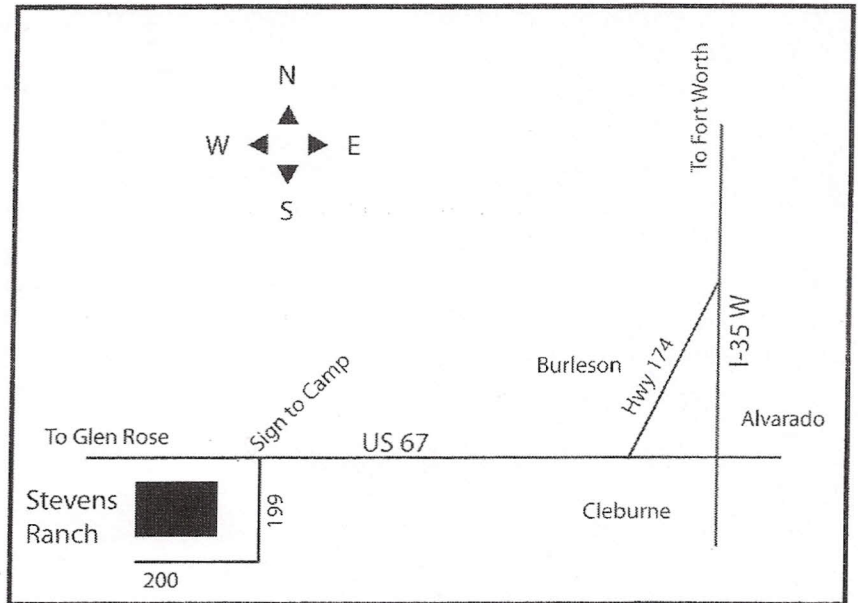 N
W
E
S
To Fort Worth
I-35 W
Hwy 174
Burleson
Alvarado
Sign to Camp
To Glen Rose
US 67
Stevens
Ranch
199
Cleburne
200